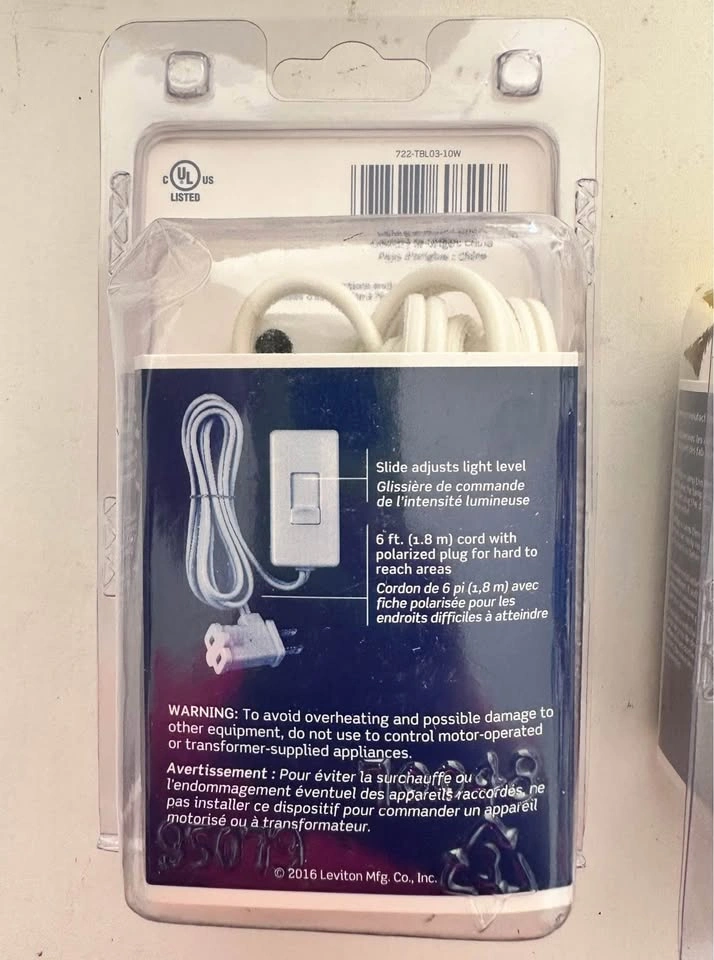 722-TBL03-10W
C UL US
LISTED
Pays d'origine : Chine
Slide adjusts light level
Glissière de commande
de l'intensité lumineuse
6 ft. (1.8 m) cord with
polarized plug for hard to
reach areas
Cordon de 6 pi (1,8 m) avec
fiche polarisée pour les
endroits difficiles à atteindre
WARNING: To avoid overheating and possible damage to
other equipment, do not use to control motor-operated
or transformer-supplied appliances.
Avertissement : Pour éviter la surchauffe ou
l'endommagement éventuel des appareils raccordés, ne
pas installer ce dispositif pour commander un appareil
motorisé ou à transformateur.
© 2016 Leviton Mfg. Co., Inc.